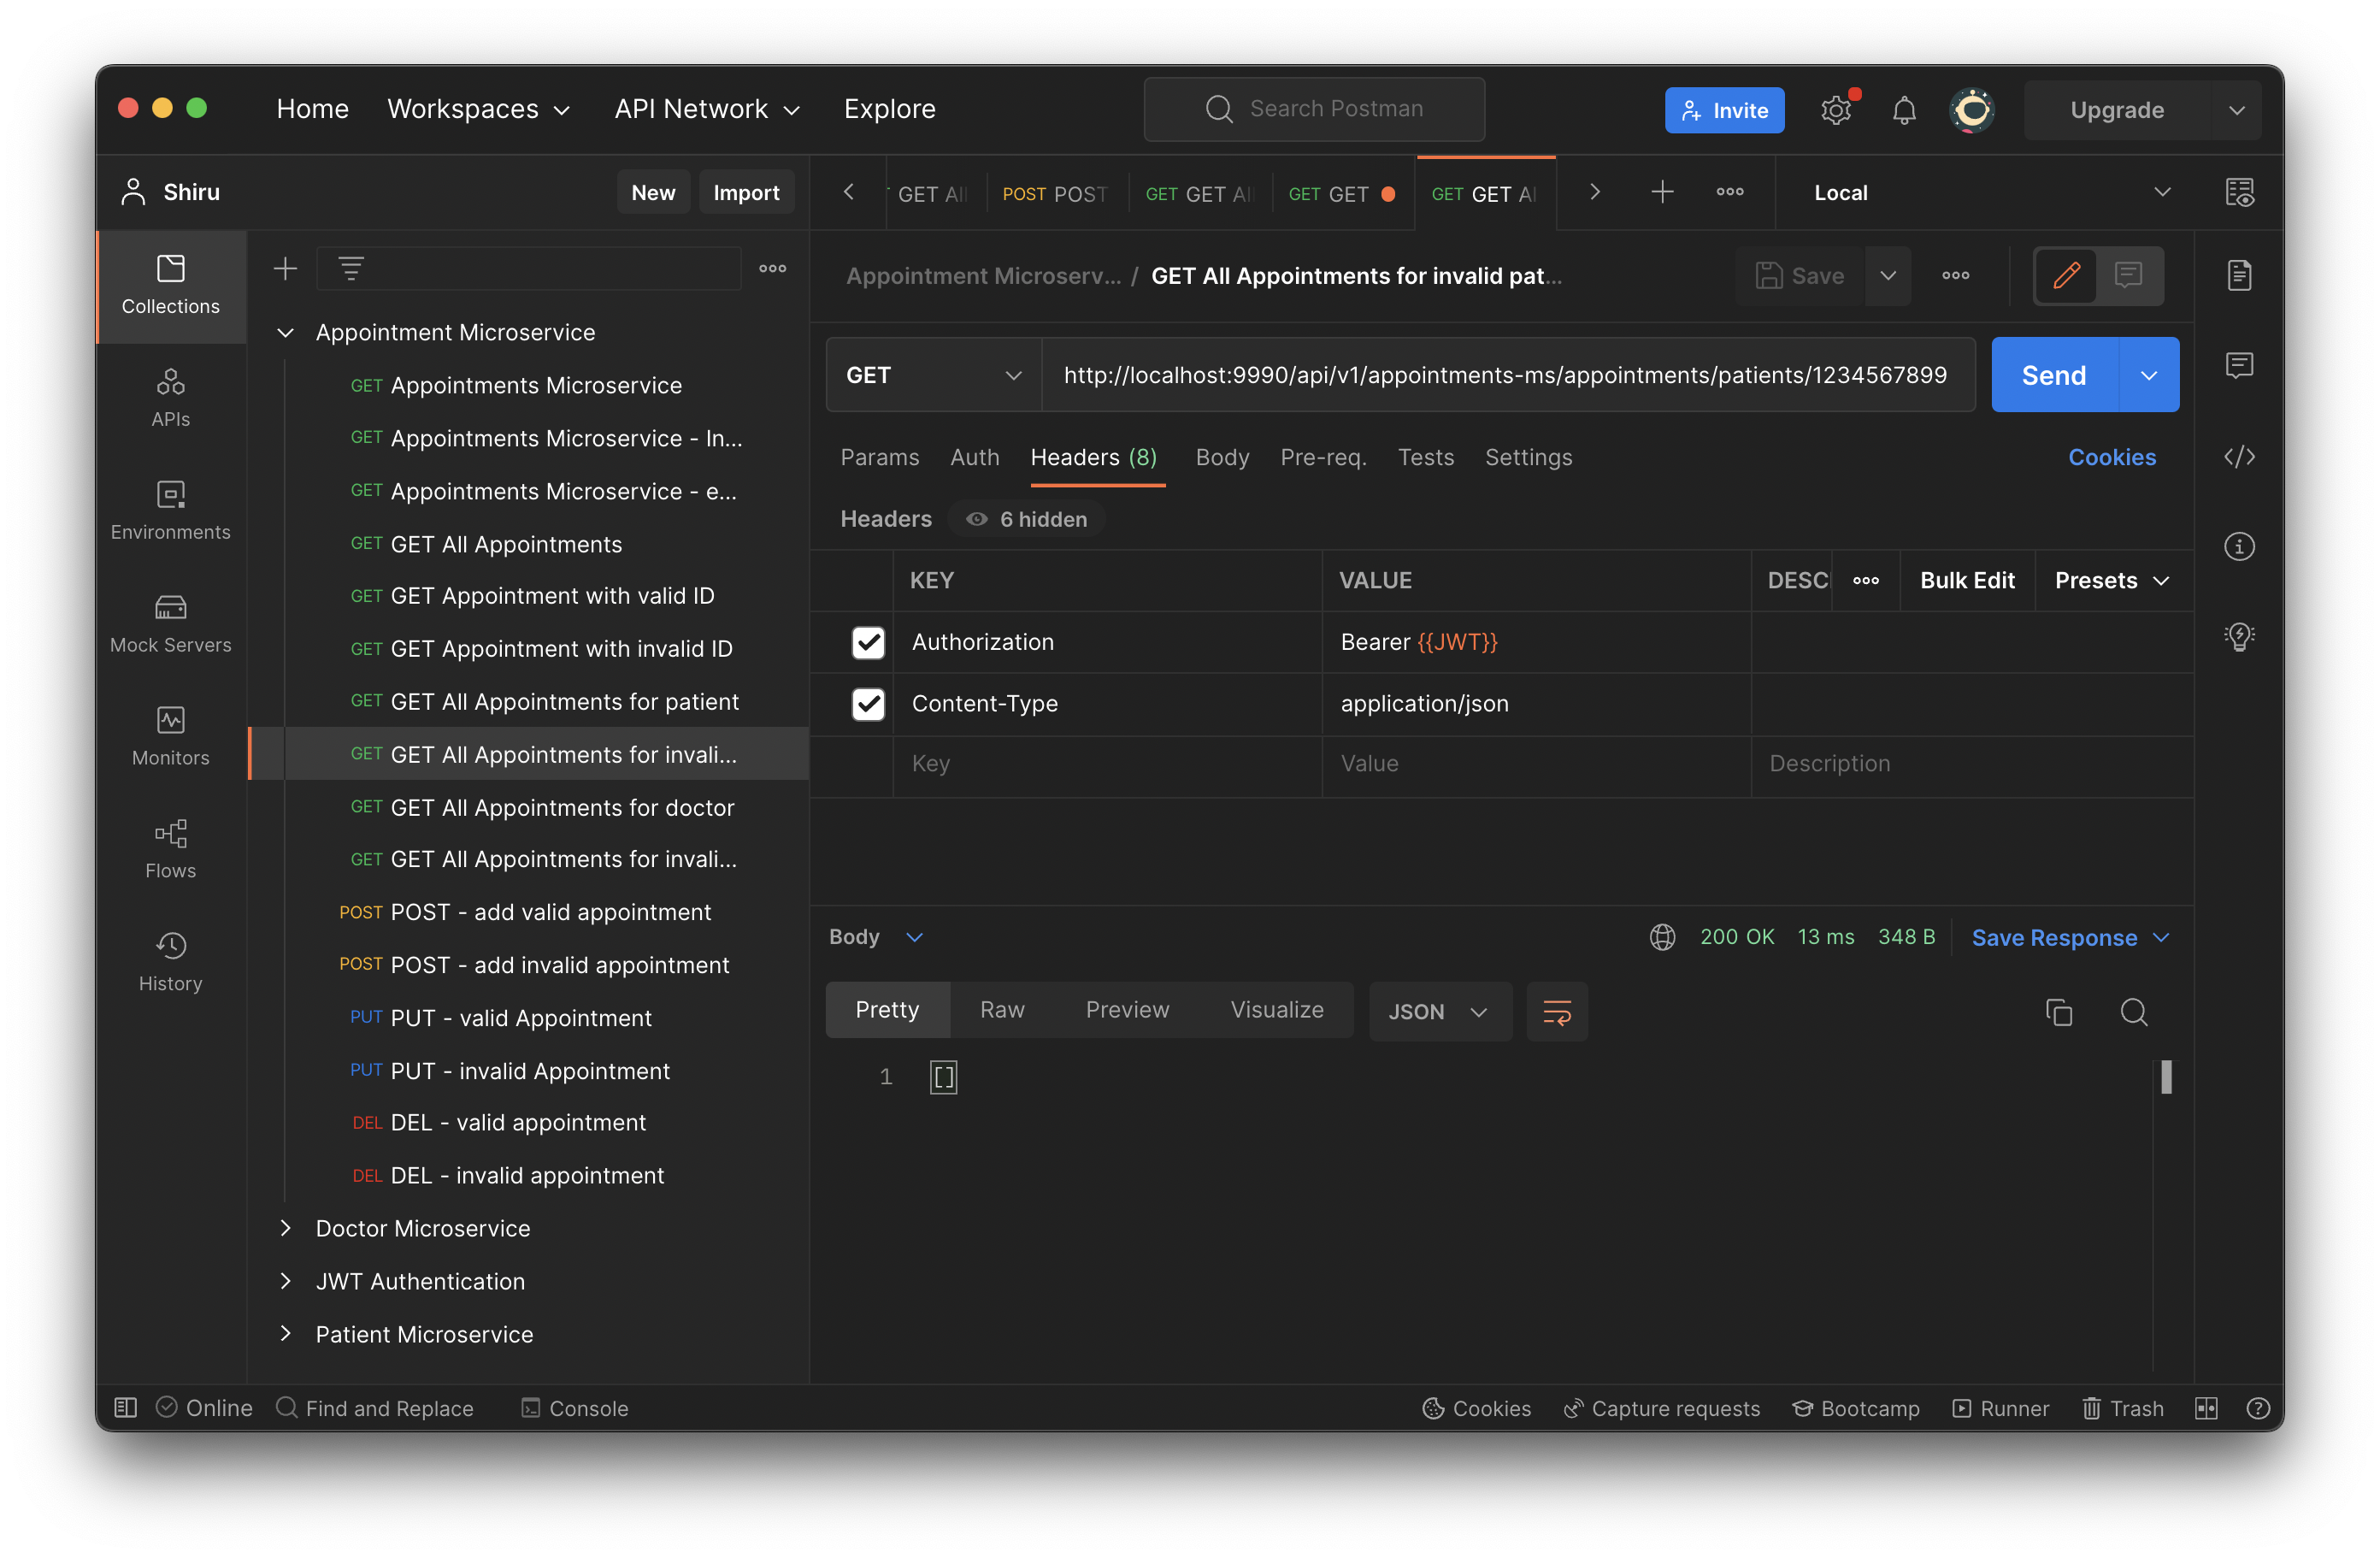 Home Workspaces API Network Explore Search Postman Invite Upgrade
Shiru New Import
GET All POST POST GET GET Al GET GET GET GET Al Local
Collections
APIs
Environments
Mock Servers
Monitors
Flows
History
Appointment Microservice
GET Appointments Microservice
GET Appointments Microservice - In...
GET Appointments Microservice - e...
GET GET All Appointments
GET GET Appointment with valid ID
GET GET Appointment with invalid ID
GET GET All Appointments for patient
GET GET All Appointments for invali...
GET GET All Appointments for doctor
GET GET All Appointments for invali...
POST POST - add valid appointment
POST POST - add invalid appointment
PUT PUT - valid Appointment
PUT PUT - invalid Appointment
DEL DEL - valid appointment
DEL DEL - invalid appointment
Doctor Microservice
JWT Authentication
Patient Microservice
Appointment Microserv... / GET All Appointments for invalid pat... Save
GET http://localhost:9990/api/v1/appointments-ms/appointments/patients/1234567899 Send
Params Auth Headers (8) Body Pre-req. Tests Settings Cookies
Headers 6 hidden
KEY VALUE DESC Bulk Edit Presets
Authorization Bearer {{JWT}}
Content-Type application/json
Key Value Description
Body 200 OK 13 ms 348 B Save Response
Pretty Raw Preview Visualize JSON
1 []
Online Find and Replace Console Cookies Capture requests Bootcamp Runner Trash